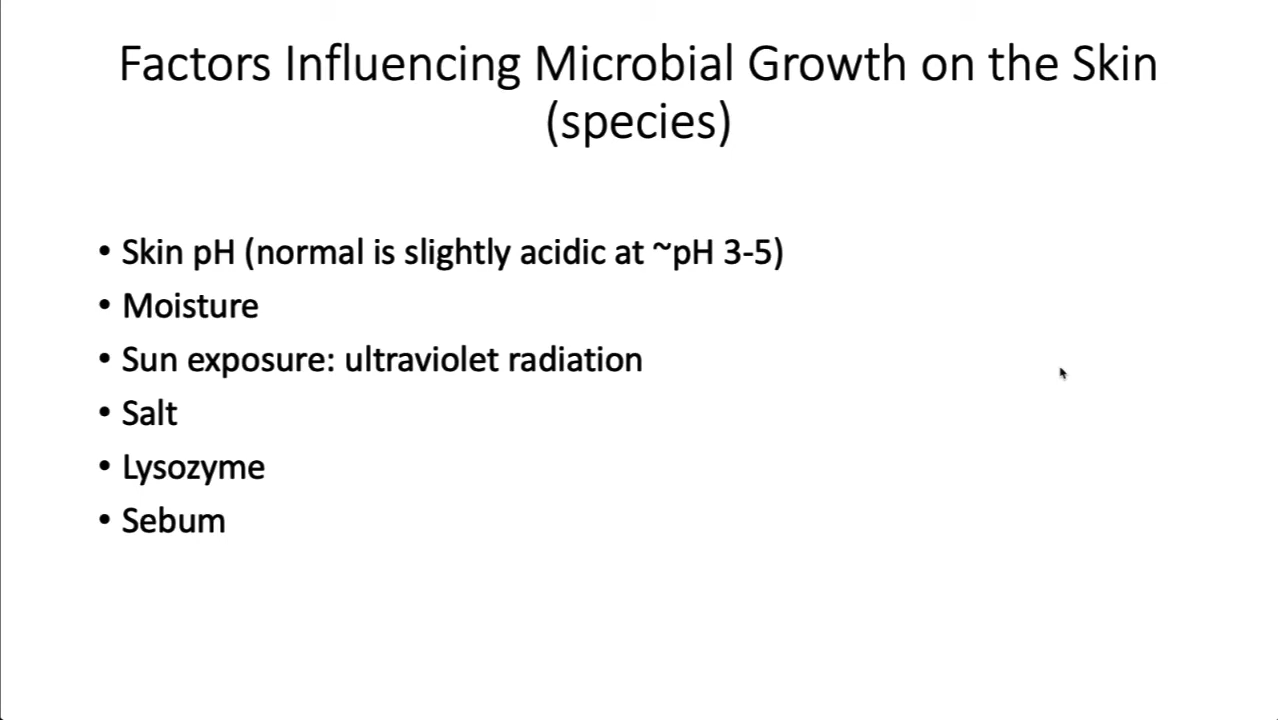 Factors Influencing Microbial Growth on the Skin
(species)
• Skin pH (normal is slightly acidic at ~pH 3-5)
• Moisture
• Sun exposure: ultraviolet radiation
• Salt
• Lysozyme
• Sebum